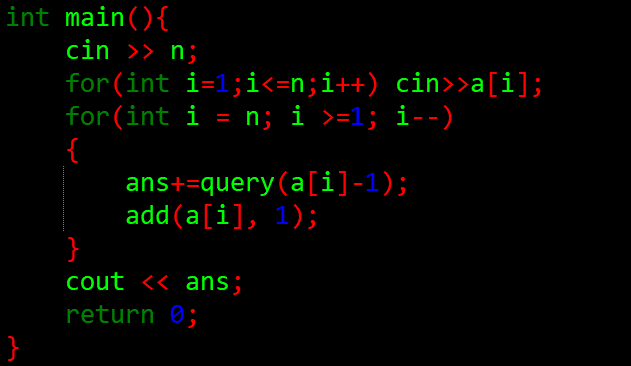 int main(){
    cin >> n;
    for(int i=1;i<=n;i++) cin>>a[i];
    for(int i = n; i >=1; i--)
    {
        ans+=query(a[i]-1);
        add(a[i], 1);
    }
    cout << ans;
    return 0;
}